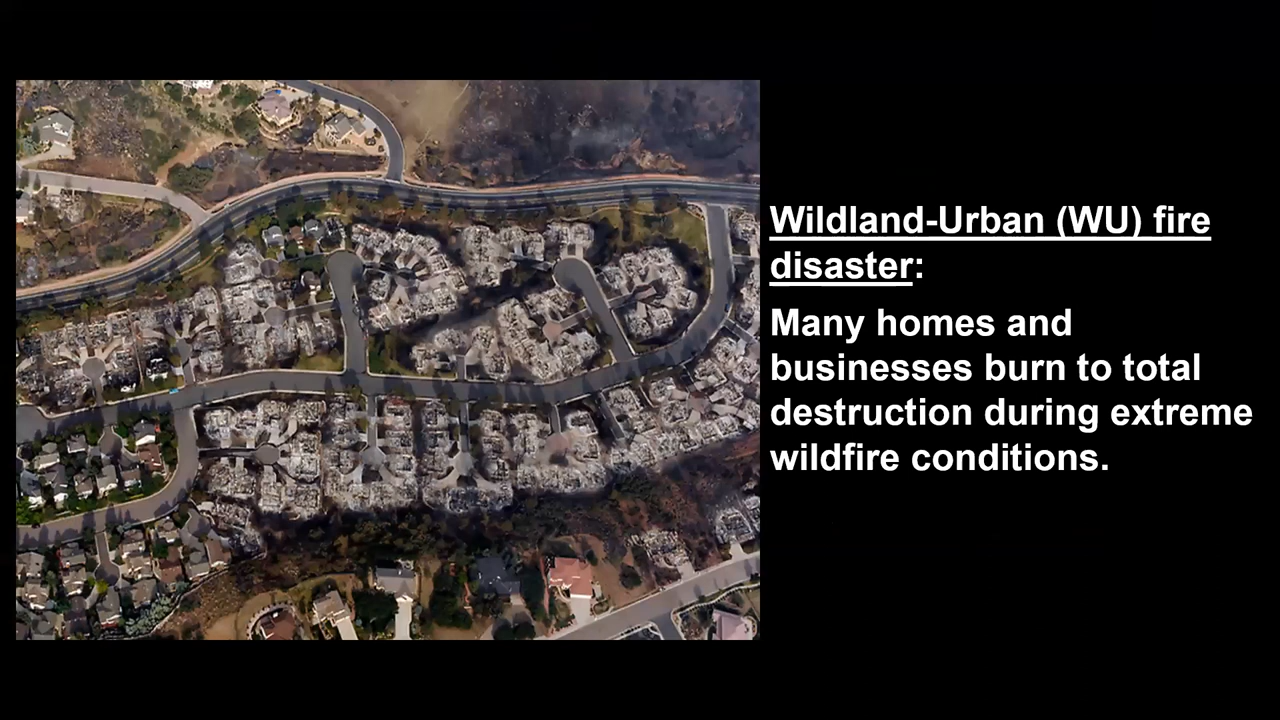 Wildland-Urban (WU) fire
disaster:
Many homes and
businesses burn to total
destruction during extreme
wildfire conditions.